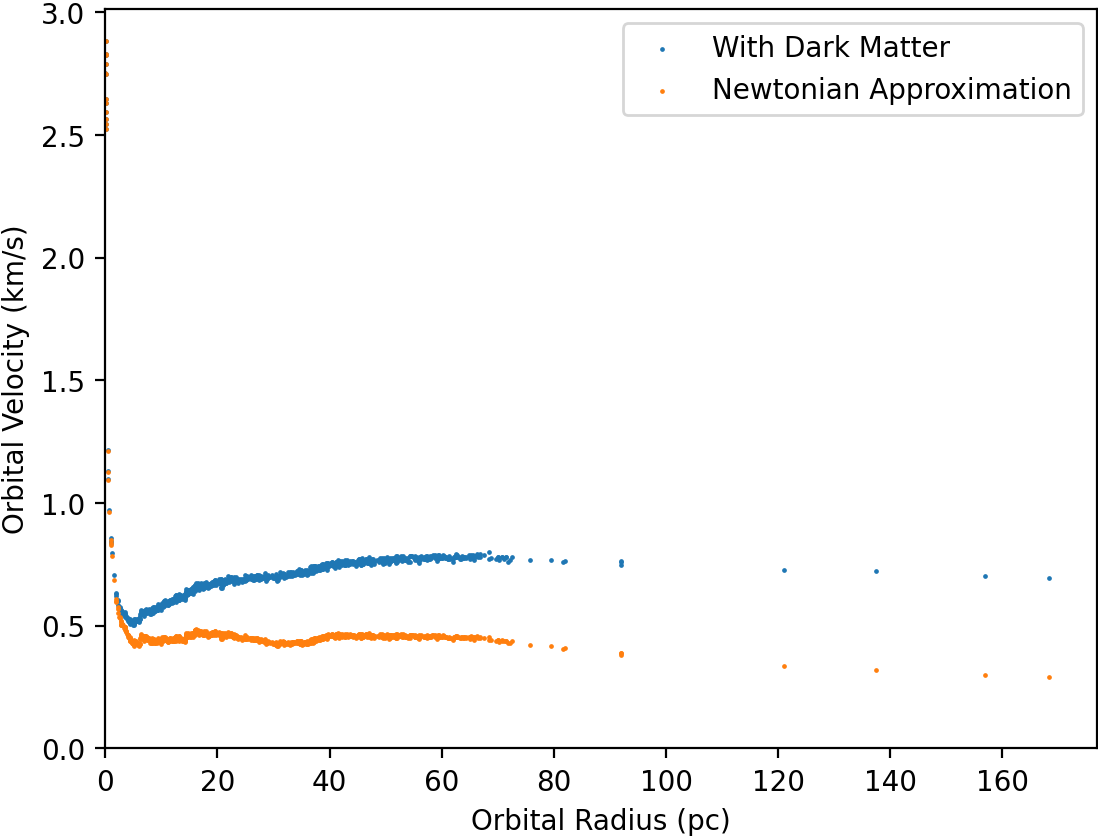 3.0
2.5
2.0
1.5
1.0
0.5
0.0
Orbital Velocity (km/s)
With Dark Matter
Newtonian Approximation
0 20 40 60 80 100 120 140 160
Orbital Radius (pc)